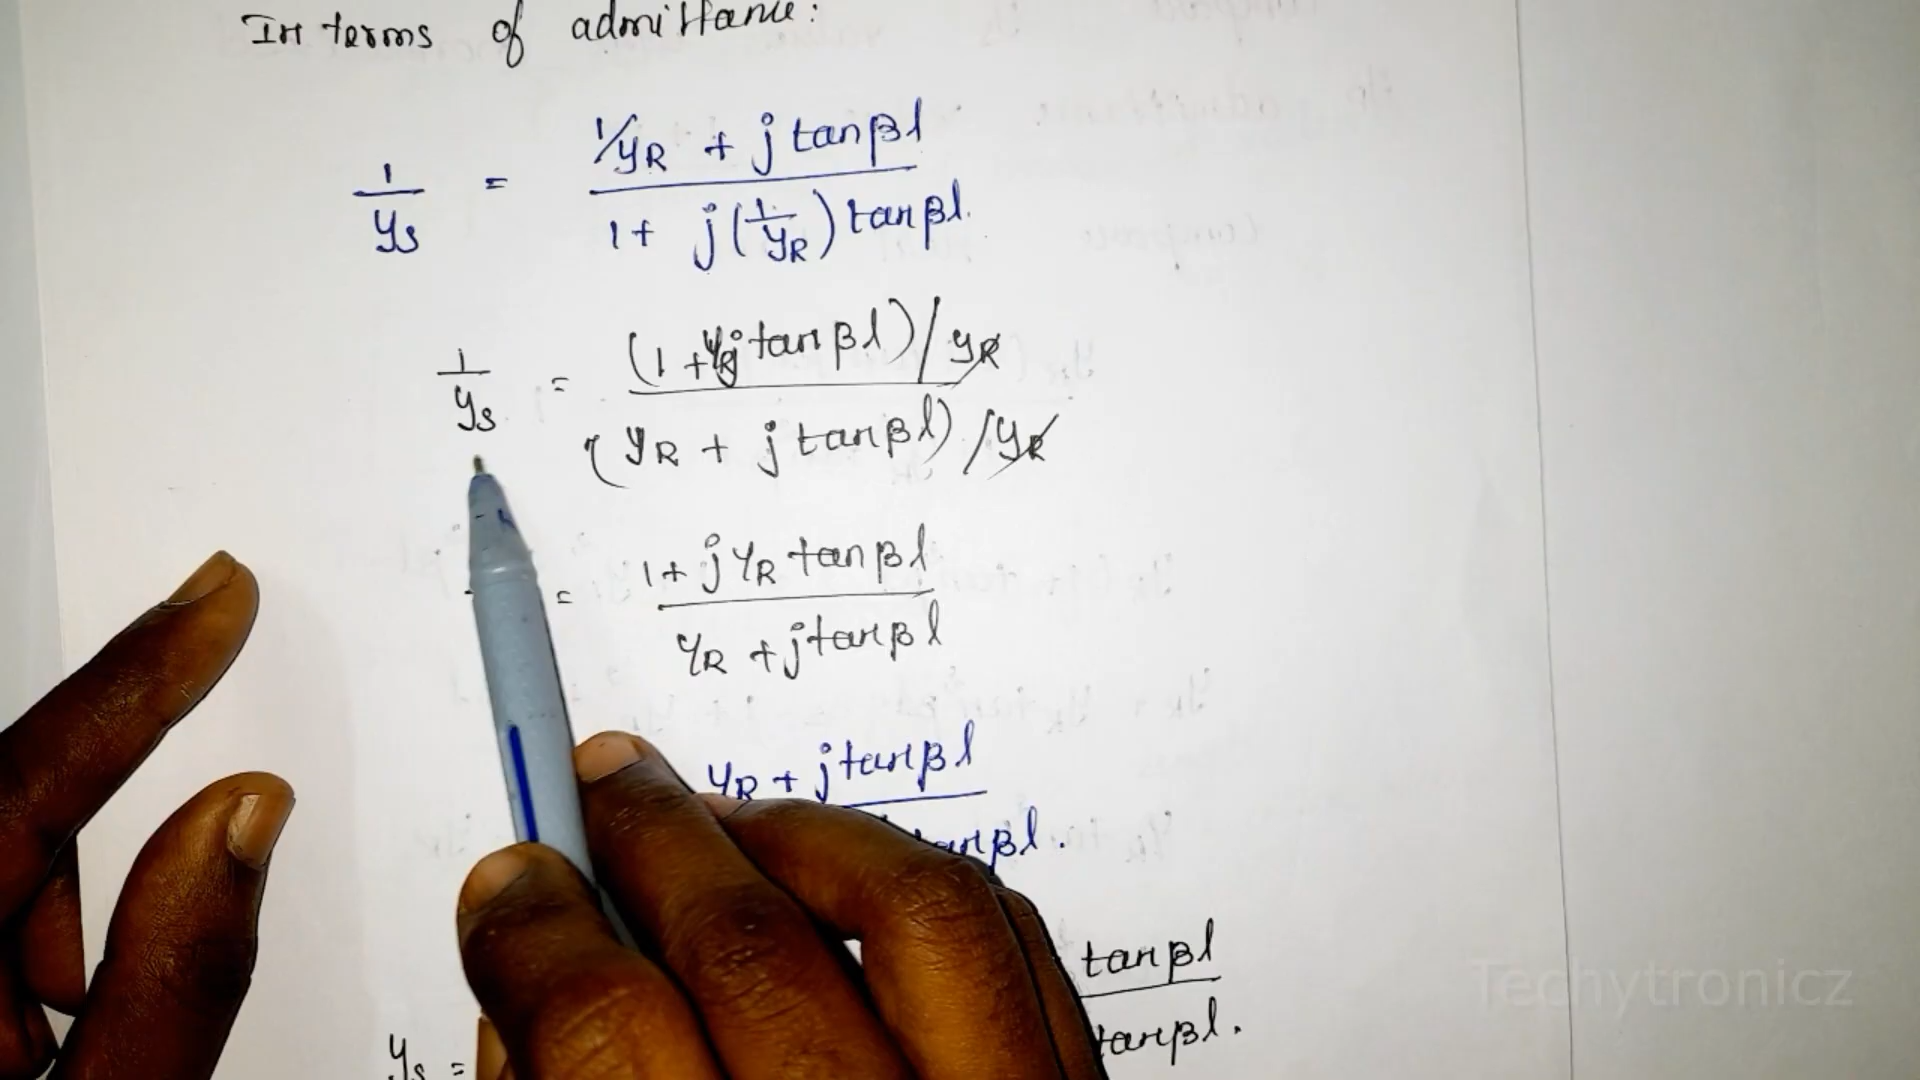 In terms of admittance:
1/yS = (1/yR + j tanβl) / (1 + j(1/yR) tanβl)
1/yS = (1 + yR j tanβl)/yR / (yR + j tanβl)/yR
= (1 + j yR tanβl) / (yR + j tanβl)
yR + j tanβl
tanβl.
tanβl
yS =
tanβl.
Techytronicz